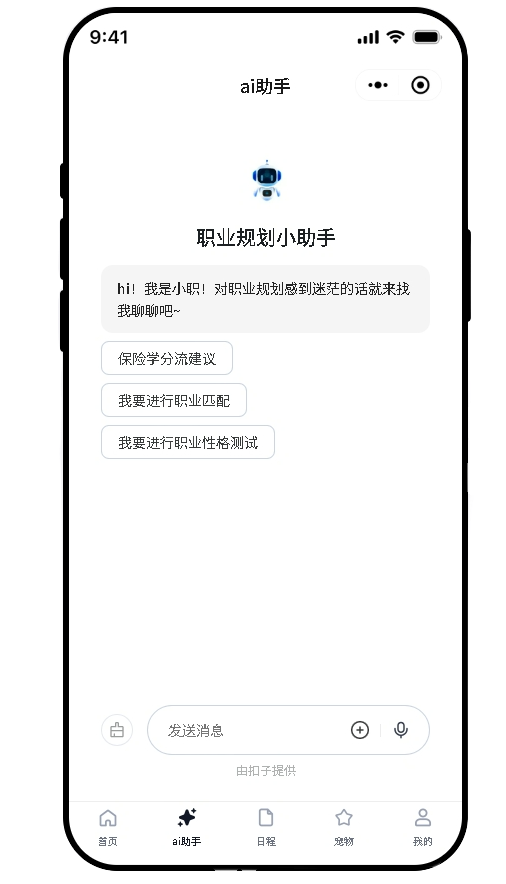 9:41
ai助手
职业规划小助手
hi！我是小职！对职业规划感到迷茫的话就来找
我聊聊吧~
保险学分流建议
我要进行职业匹配
我要进行职业性格测试
发送消息
由扣子提供
首页
ai助手
日程
宠物
我的